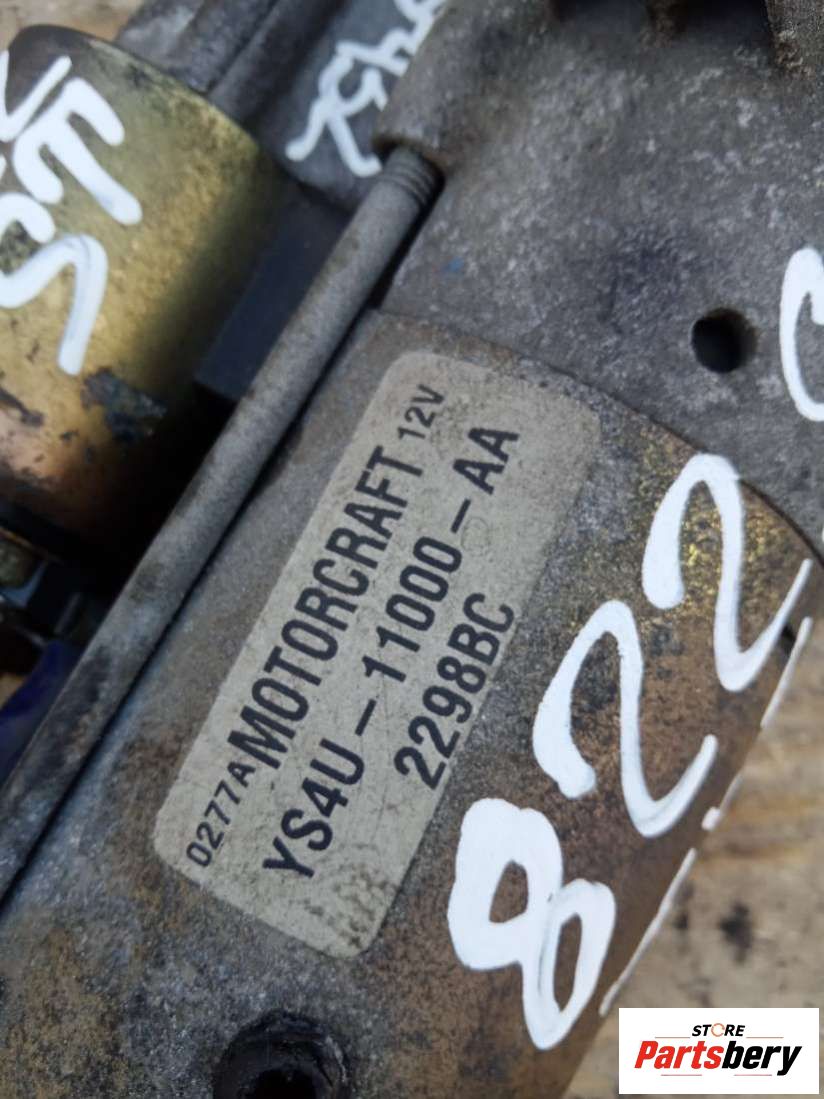 0277A MOTORCRAFT 12V
YS4U-11000-AA
2298BC
822
STORE
Partsbery